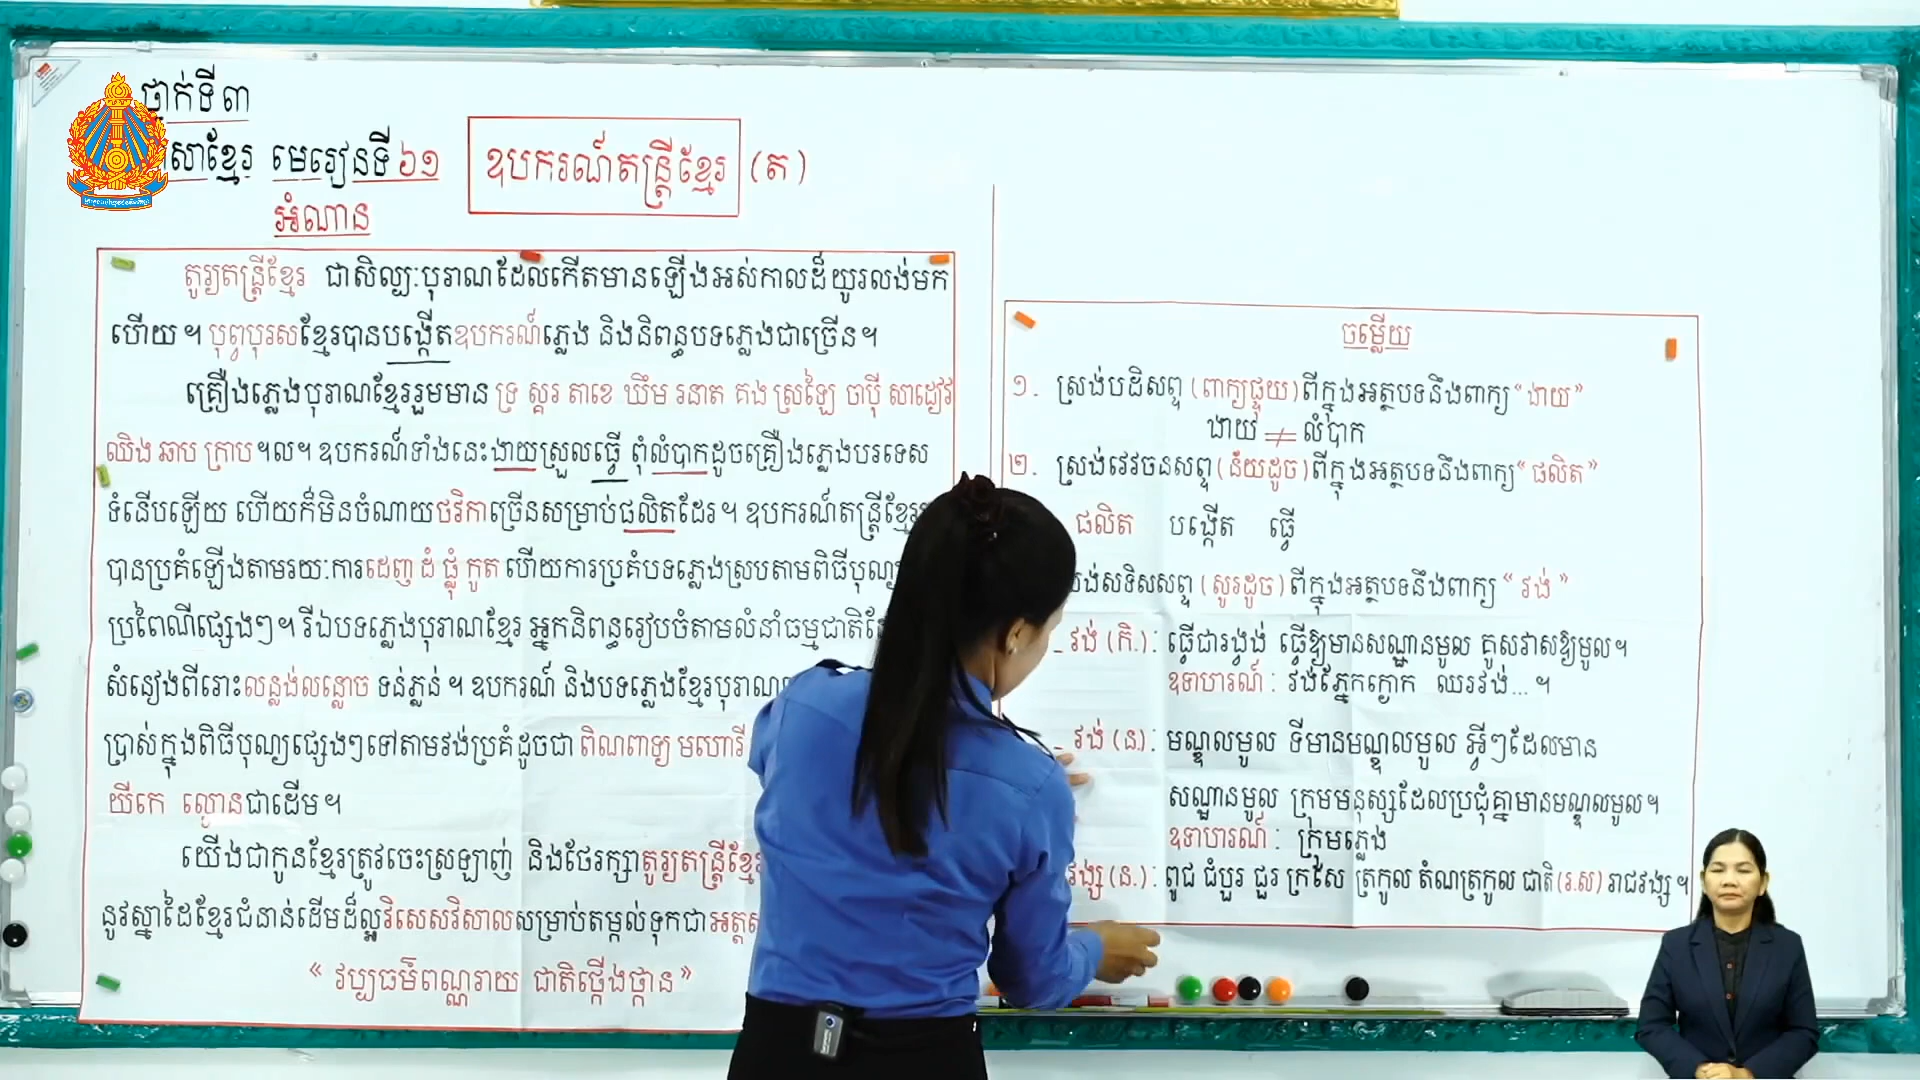 ថ្នាក់ទី ៣
សាខ្មែរ មេរៀនទី ៦១ ឧបករណ៍តន្ត្រីខ្មែរ (ត)
អំណាន
តូរ្យតន្ត្រីខ្មែរ ជាសិល្បៈបុរាណដែលកើតមានឡើងអស់កាលដ៏យូរលង់មក
ហើយ។ បុព្វបុរសខ្មែរបានបង្កើតឧបករណ៍ភ្លេង និងនិពន្ធបទភ្លេងជាច្រើន។
គ្រឿងភ្លេងបុរាណខ្មែររួមមាន ទ្រ ស្គរ តាខេ ឃឹម រនាត គង ស្រឡៃ ចាប៉ី សាដៀវ
ឈិង ឆាប ក្រាប។ល។ ឧបករណ៍ទាំងនេះងាយស្រួលធ្វើ ពុំលំបាកដូចគ្រឿងភ្លេងបរទេស
ទំនើបឡើយ ហើយក៏មិនចំណាយថវិកាច្រើនសម្រាប់ផលិតដែរ។ ឧបករណ៍តន្ត្រីខ្មែរ
បានប្រគំឡើងតាមរយៈការដេញ ដំ ផ្លុំ កូត ហើយការប្រគំបទភ្លេងស្របតាមពិធីបុណ្យ
ប្រពៃណីផ្សេងៗ។ រីឯបទភ្លេងបុរាណខ្មែរ អ្នកនិពន្ធរៀបចំតាមលំនាំធម្មជាតិ
សំនៀងពីរោះលន្លង់លន្លោច ទន់ភ្លន់។ ឧបករណ៍ និងបទភ្លេងខ្មែរបុរាណ
ប្រាស់ក្នុងពិធីបុណ្យផ្សេងៗទៅតាមវង់ប្រគំដូចជា ពិណពាទ្យ មហោរី
យីកេ ល្ខោនជាដើម។
យើងជាកូនខ្មែរត្រូវចេះស្រឡាញ់ និងថែរក្សាតូរ្យតន្ត្រីខ្មែរ
នូវស្នាដៃខ្មែរជំនាន់ដើមដ៏ល្អវិសេសវិសាលសម្រាប់តម្កល់ទុកជា
« វប្បធម៌ពណ្ណរាយ ជាតិថ្កើងថ្កាន »
ចម្លើយ
១. ស្រង់បដិសព្ទ (ពាក្យផ្ទុយ) ពីក្នុងអត្ថបទនឹងពាក្យ “ ងាយ ”
ងាយ ≠ លំបាក
២. ស្រង់វេវចនសព្ទ (ន័យដូច) ពីក្នុងអត្ថបទនឹងពាក្យ “ ផលិត ”
ផលិត បង្កើត ធ្វើ
ង់សទិសសព្ទ (សូរដូច) ពីក្នុងអត្ថបទនឹងពាក្យ “ វង់ ”
_ វង់ (កិ.) : ធ្វើជារង្វង់ ធ្វើឱ្យមានសណ្ឋានមូល គូសវាសឱ្យមូល។
ឧទាហរណ៍ : វង់ភ្នែកក្ងោក ឈរវង់... ។
_ វង់ (ន.) : មណ្ឌលមូល ទីមានមណ្ឌលមូល អ្វីៗដែលមាន
សណ្ឋានមូល ក្រុមមនុស្សដែលប្រជុំគ្នាមានមណ្ឌលមូល។
ឧទាហរណ៍ : ក្រុមភ្លេង
វង្ស (ន.) : ពូជ ជំបួរ ជួរ ក្រសែ ត្រកូល តំណត្រកូល ជាតិ (រ.ស) រាជវង្ស ។